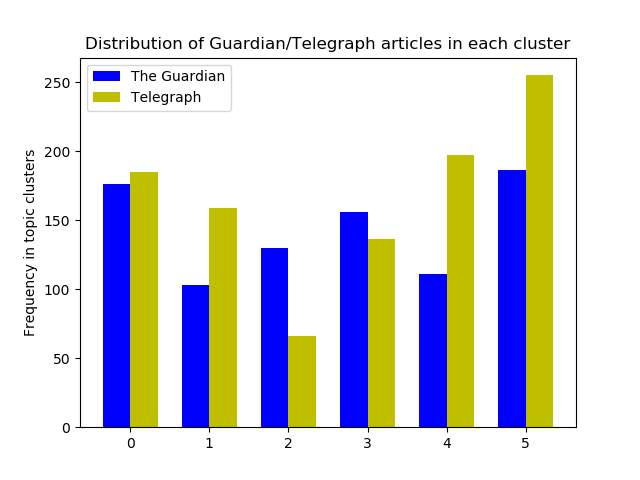 Distribution of Guardian/Telegraph articles in each cluster
The Guardian
Telegraph
Frequency in topic clusters
250
200
150
100
50
0
0 1 2 3 4 5